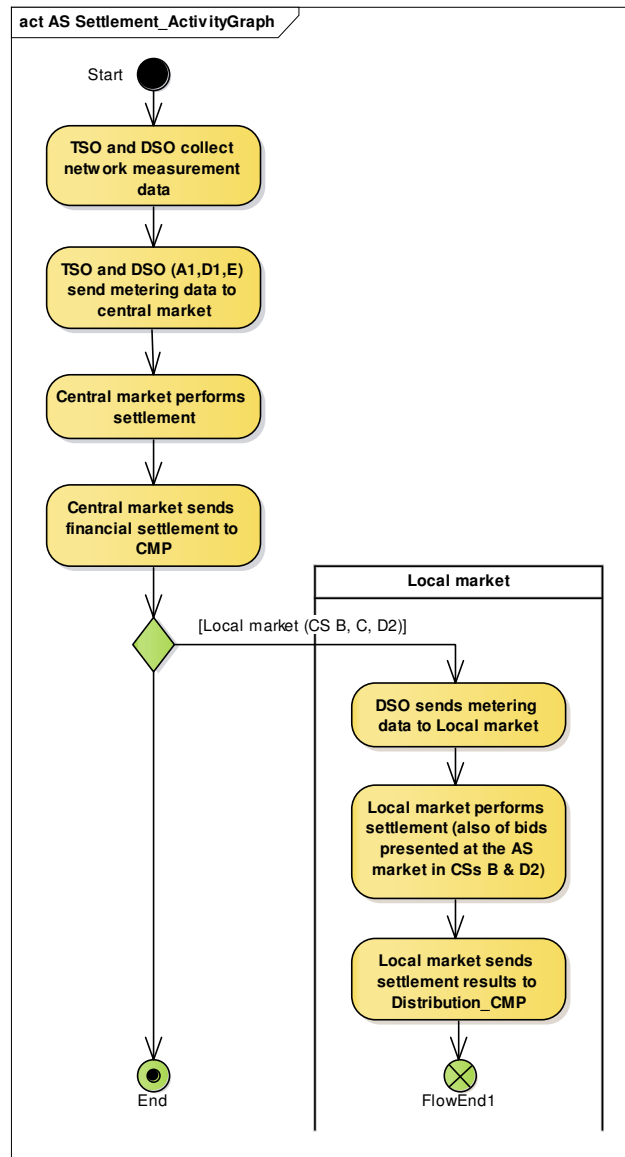 act AS Settlement_ActivityGraph
Start
TSO and DSO collect
network measurement
data
TSO and DSO (A1,D1,E)
send metering data to
central market
Central market performs
settlement
Central market sends
financial settlement to
CMP
Local market
[Local market (CS B, C, D2)]
DSO sends metering
data to Local market
Local market performs
settlement (also of bids
presented at the AS
market in CSs B & D2)
Local market sends
settlement results to
Distribution_CMP
End
FlowEnd1